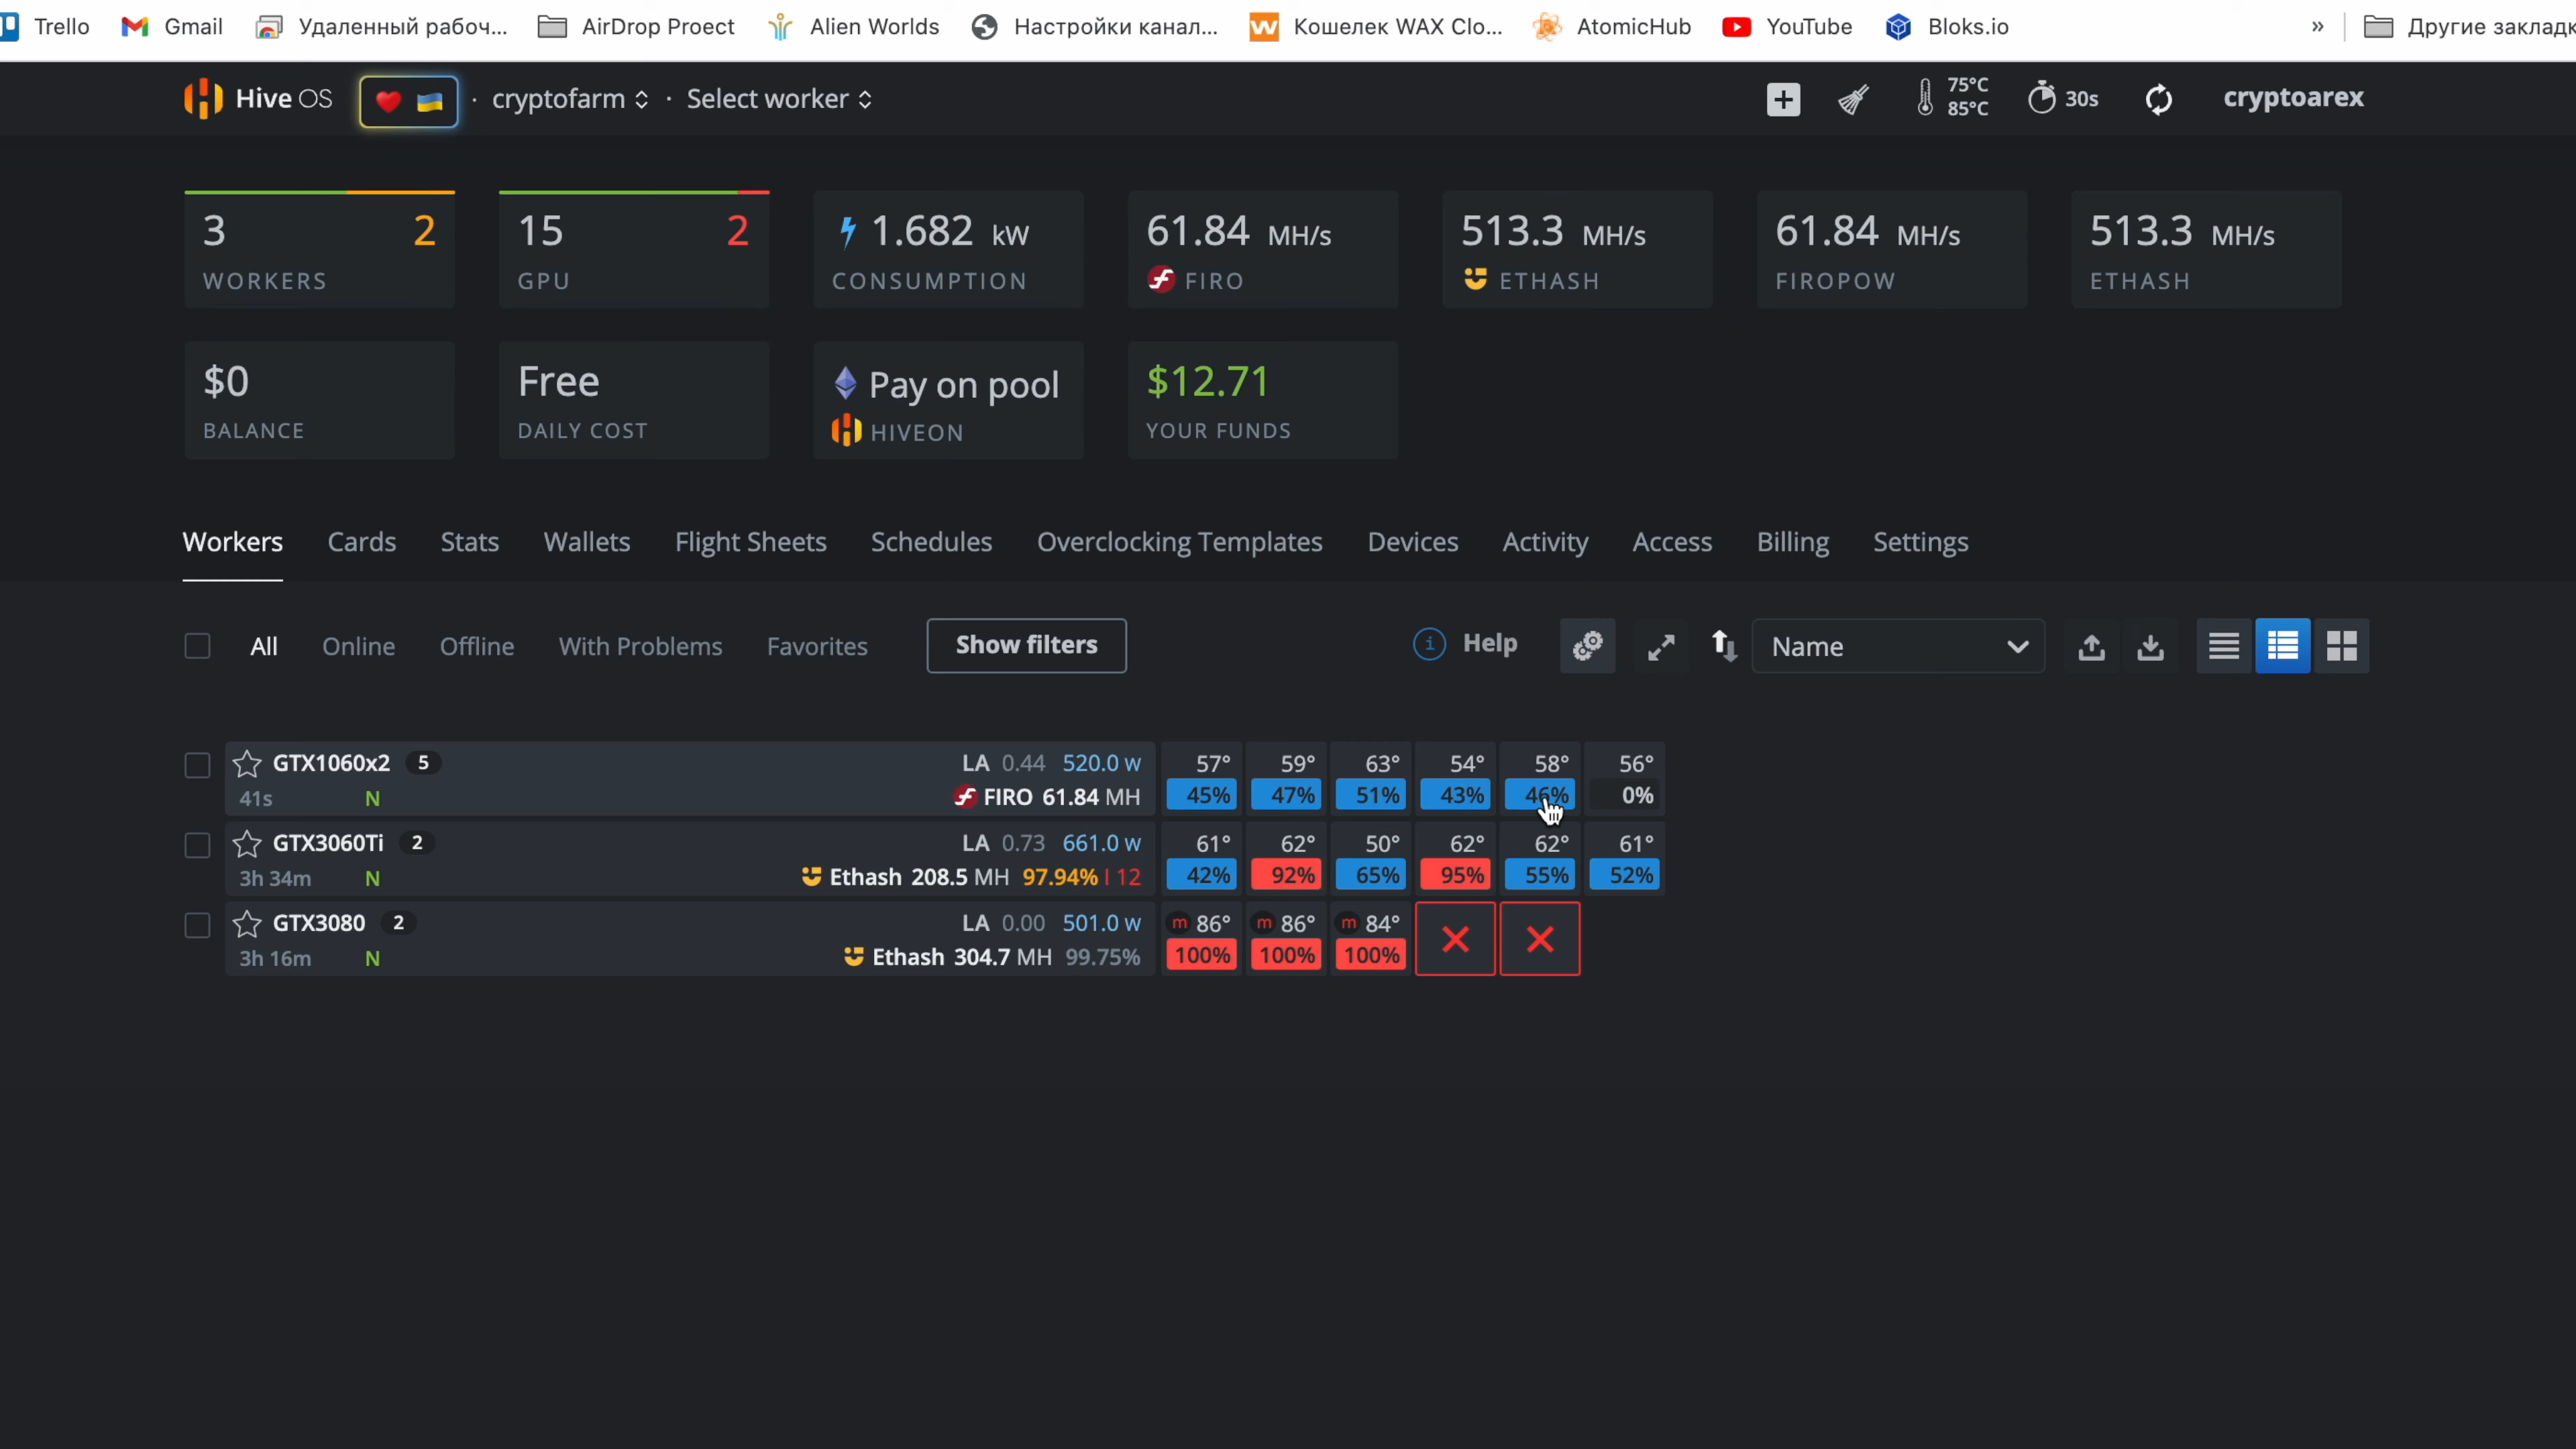 Trello Gmail Удаленный рабоч... AirDrop Proect Alien Worlds Настройки канал... Кошелек WAX Clo... AtomicHub YouTube Bloks.io » Другие закладк
Hive OS · cryptofarm · Select worker 75°C 85°C 30s cryptoarex
3 2 15 2 1.682 kW 61.84 MH/s 513.3 MH/s 61.84 MH/s 513.3 MH/s
WORKERS GPU CONSUMPTION FIRO ETHASH FIROPOW ETHASH
$0 Free Pay on pool $12.71
BALANCE DAILY COST HIVEON YOUR FUNDS
Workers Cards Stats Wallets Flight Sheets Schedules Overclocking Templates Devices Activity Access Billing Settings
All Online Offline With Problems Favorites Show filters Help Name
GTX1060x2 5 LA 0.44 520.0 w 57° 59° 63° 54° 58° 56°
41s N FIRO 61.84 MH 45% 47% 51% 43% 46% 0%
GTX3060Ti 2 LA 0.73 661.0 w 61° 62° 50° 62° 62° 61°
3h 34m N Ethash 208.5 MH 97.94% I 12 42% 92% 65% 95% 55% 52%
GTX3080 2 LA 0.00 501.0 w m 86° m 86° m 84°
3h 16m N Ethash 304.7 MH 99.75% 100% 100% 100%